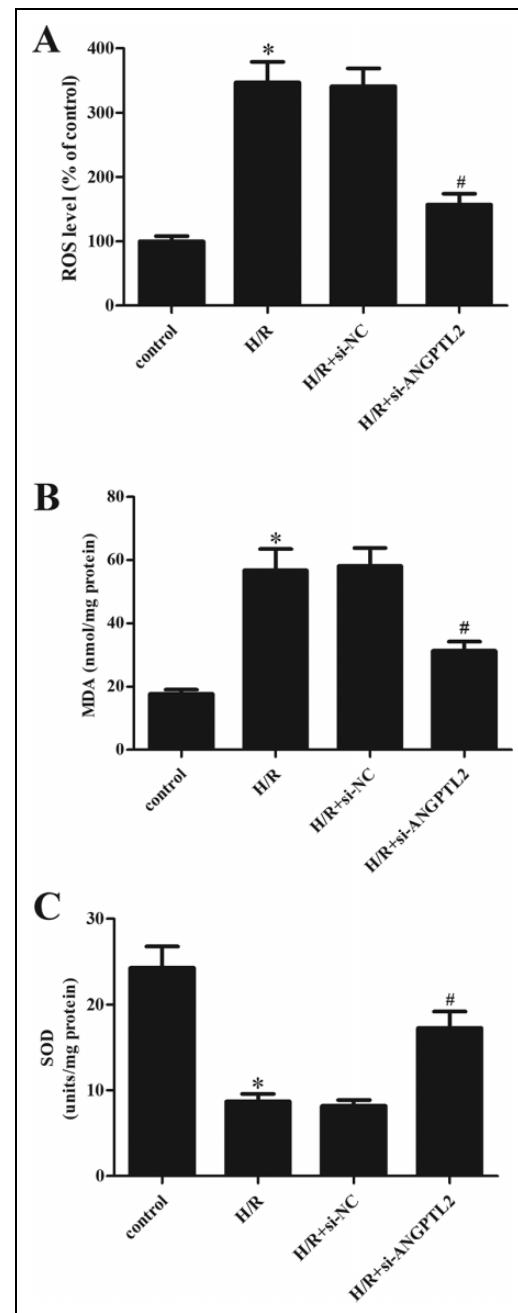 A
ROS level (% of control)
400
300
200
100
0
*
#
control
H/R
H/R+si-NC
H/R+si-ANGPTL2
B
MDA (nmol/mg protein)
80
60
40
20
0
*
#
control
H/R
H/R+si-NC
H/R+si-ANGPTL2
C
SOD
(units/mg protein)
30
20
10
0
*
#
control
H/R
H/R+si-NC
H/R+si-ANGPTL2